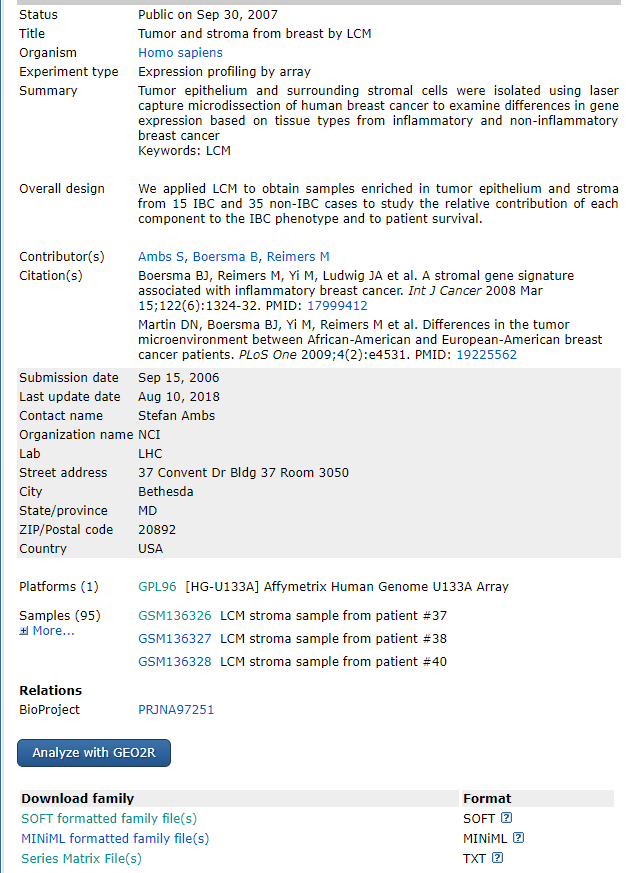 Status Public on Sep 30, 2007
Title Tumor and stroma from breast by LCM
Organism Homo sapiens
Experiment type Expression profiling by array
Summary Tumor epithelium and surrounding stromal cells were isolated using laser
capture microdissection of human breast cancer to examine differences in gene
expression based on tissue types from inflammatory and non-inflammatory
breast cancer
Keywords: LCM
Overall design We applied LCM to obtain samples enriched in tumor epithelium and stroma
from 15 IBC and 35 non-IBC cases to study the relative contribution of each
component to the IBC phenotype and to patient survival.
Contributor(s) Ambs S, Boersma B, Reimers M
Citation(s) Boersma BJ, Reimers M, Yi M, Ludwig JA et al. A stromal gene signature
associated with inflammatory breast cancer. Int J Cancer 2008 Mar
15;122(6):1324-32. PMID: 17999412
Martin DN, Boersma BJ, Yi M, Reimers M et al. Differences in the tumor
microenvironment between African-American and European-American breast
cancer patients. PLoS One 2009;4(2):e4531. PMID: 19225562
Submission date Sep 15, 2006
Last update date Aug 10, 2018
Contact name Stefan Ambs
Organization name NCI
Lab LHC
Street address 37 Convent Dr Bldg 37 Room 3050
City Bethesda
State/province MD
ZIP/Postal code 20892
Country USA
Platforms (1) GPL96 [HG-U133A] Affymetrix Human Genome U133A Array
Samples (95) GSM136326 LCM stroma sample from patient #37
More... GSM136327 LCM stroma sample from patient #38
GSM136328 LCM stroma sample from patient #40
Relations
BioProject PRJNA97251
Analyze with GEO2R
Download family Format
SOFT formatted family file(s) SOFT ?
MINiML formatted family file(s) MINiML ?
Series Matrix File(s) TXT ?